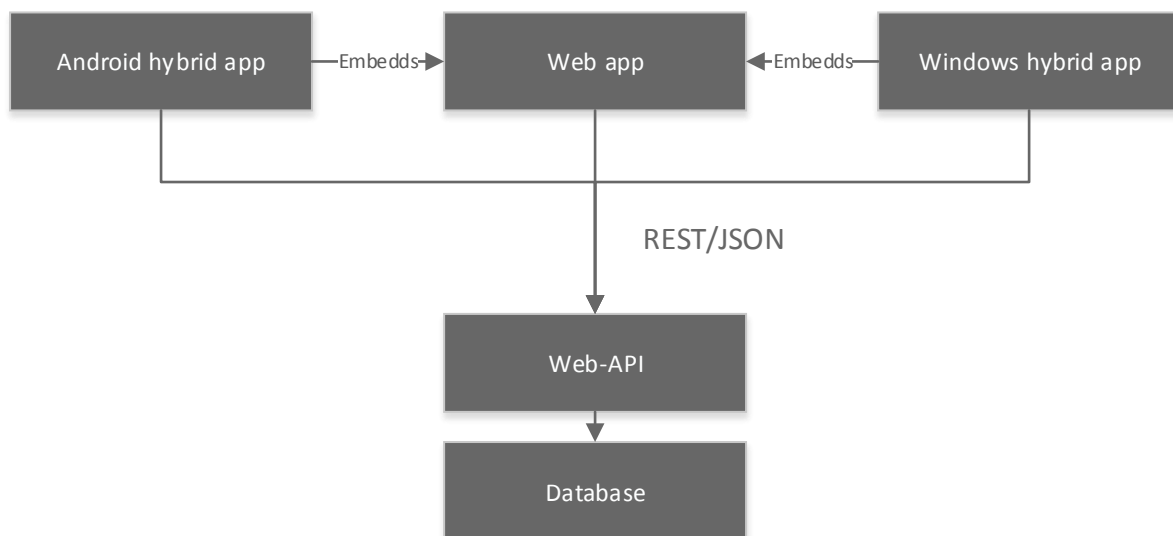 Android hybrid app
Embedds
Web app
Embedds
Windows hybrid app
REST/JSON
Web-API
Database